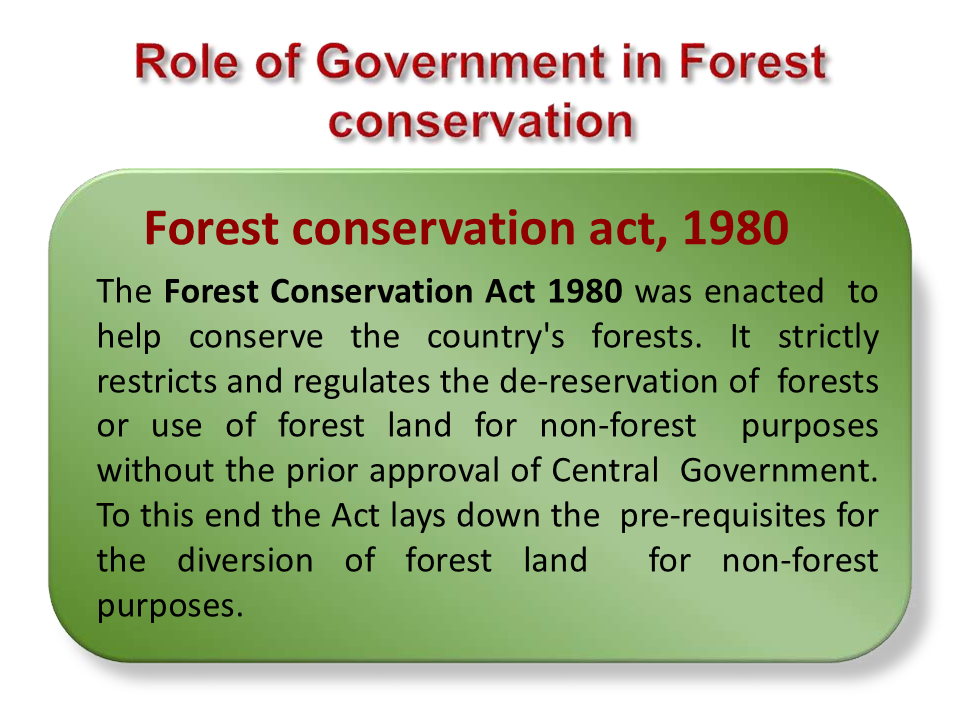 Role of Government in Forest
conservation
Forest conservation act, 1980
The Forest Conservation Act 1980 was enacted to
help conserve the country's forests. It strictly
restricts and regulates the de-reservation of forests
or use of forest land for non-forest purposes
without the prior approval of Central Government.
To this end the Act lays down the pre-requisites for
the diversion of forest land for non-forest
purposes.